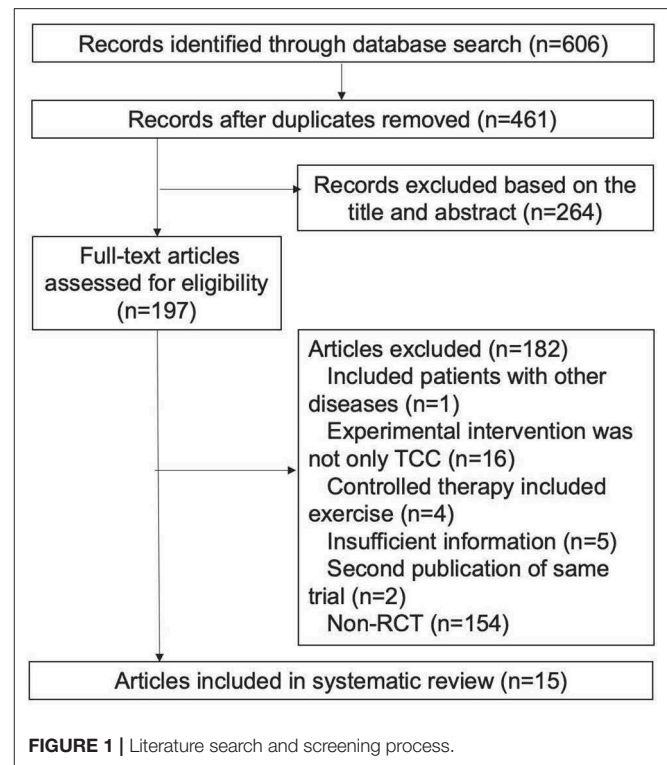 Records identified through database search (n=606)
Records after duplicates removed (n=461)
Records excluded based on the
title and abstract (n=264)
Full-text articles
assessed for eligibility
(n=197)
Articles excluded (n=182)
Included patients with other
diseases (n=1)
Experimental intervention was
not only TCC (n=16)
Controlled therapy included
exercise (n=4)
Insufficient information (n=5)
Second publication of same
trial (n=2)
Non-RCT (n=154)
Articles included in systematic review (n=15)
FIGURE 1 | Literature search and screening process.